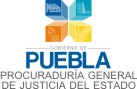 GOBIERNO DE
PUEBLA
PROCURADURÍA GENERAL
DE JUSTICIA DEL ESTADO